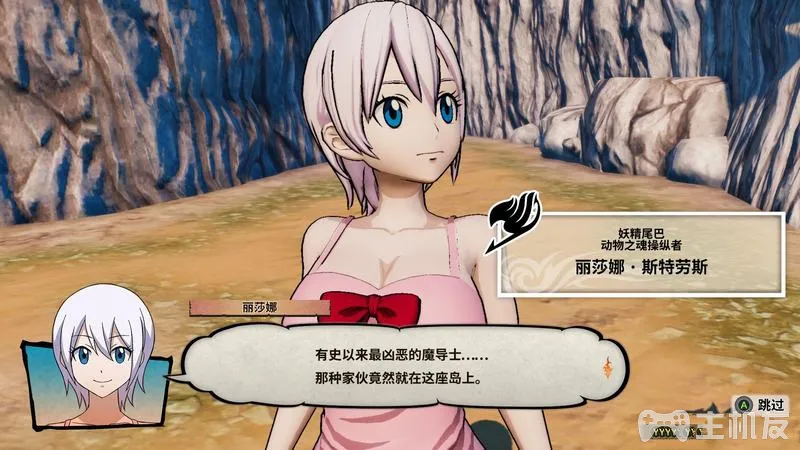 妖精尾巴
动物之魂操纵者
丽莎娜·斯特劳斯
丽莎娜
有史以来最凶恶的魔导士……
那种家伙竟然就在这座岛上。
A 跳过
主机友